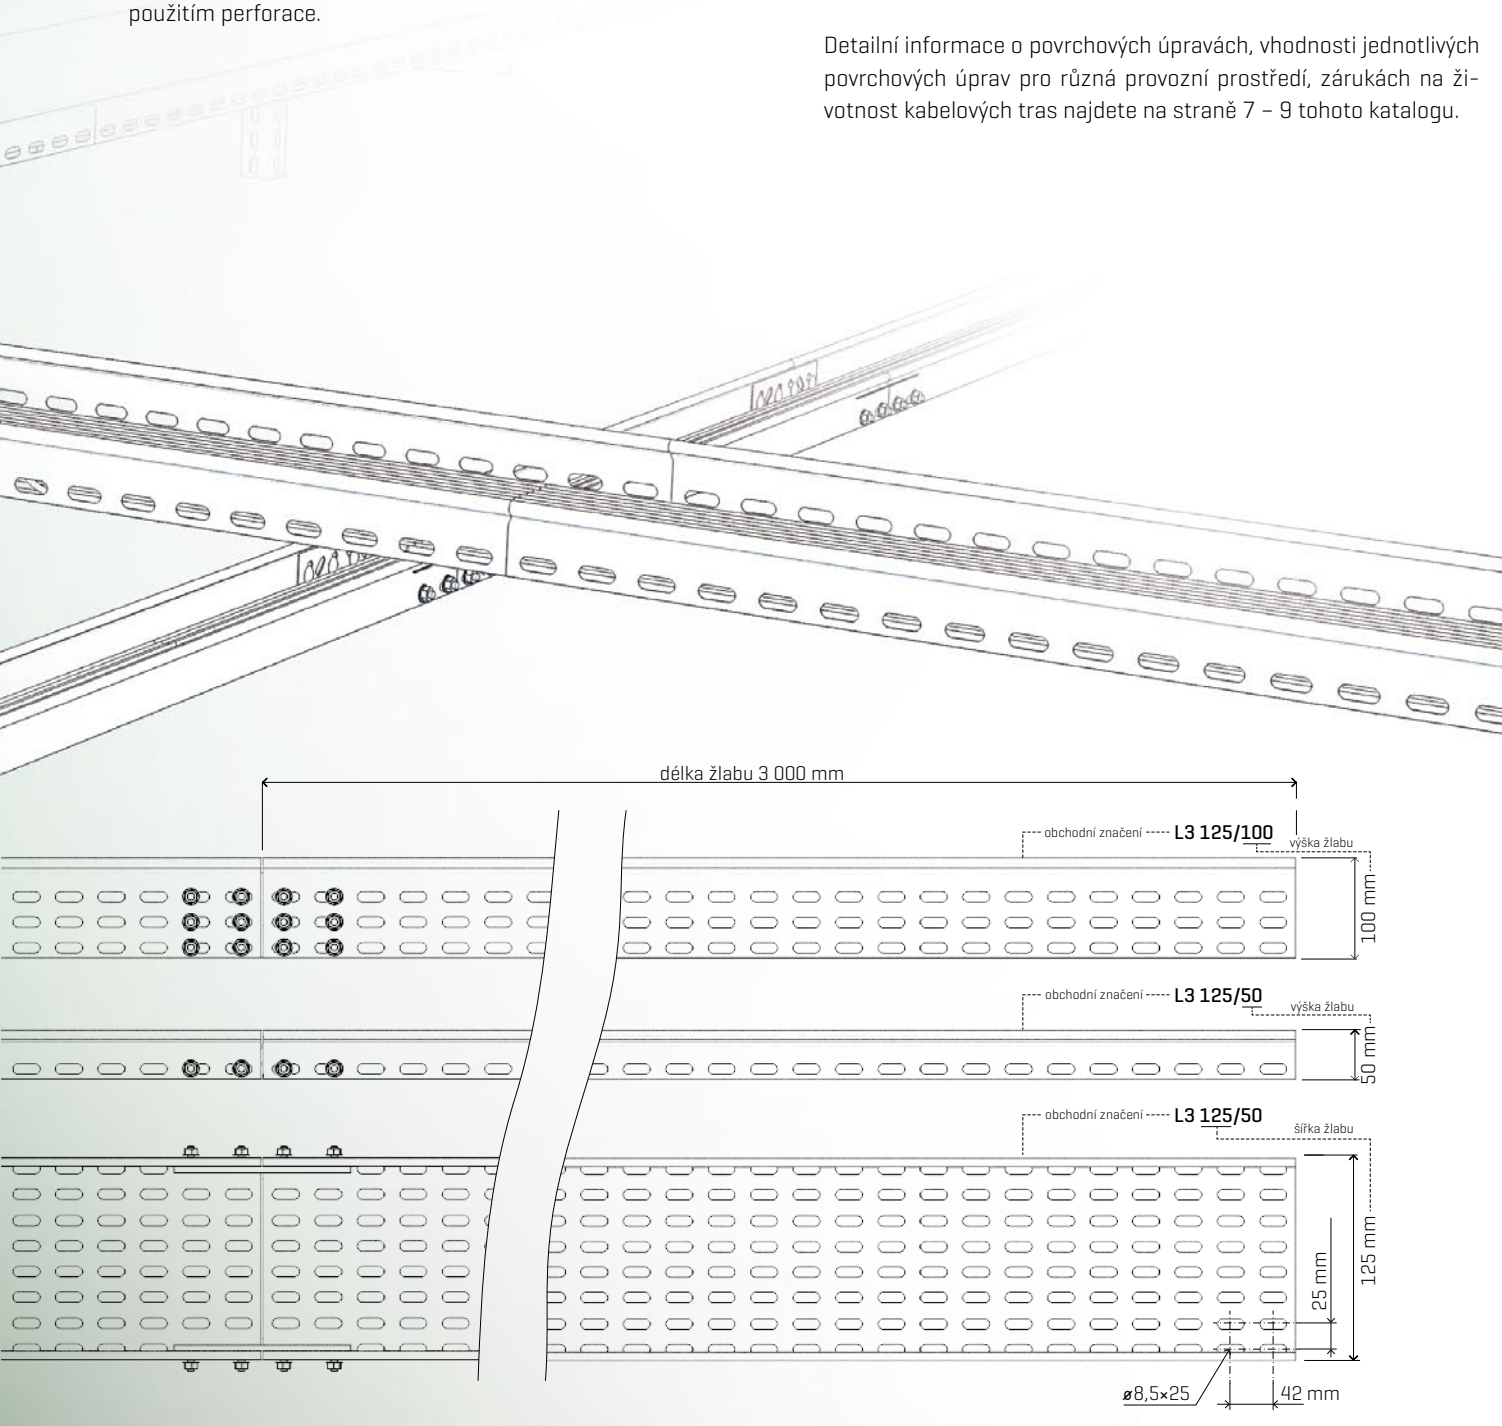 použitím perforace.
Detailní informace o povrchových úpravách, vhodnosti jednotlivých
povrchových úprav pro různá provozní prostředí, zárukách na ži-
votnost kabelových tras najdete na straně 7 – 9 tohoto katalogu.
délka žlabu 3 000 mm
obchodní značení L3 125/100
výška žlabu
100 mm
obchodní značení L3 125/50
výška žlabu
50 mm
obchodní značení L3 125/50
šířka žlabu
125 mm
25 mm
ø8,5×25
42 mm